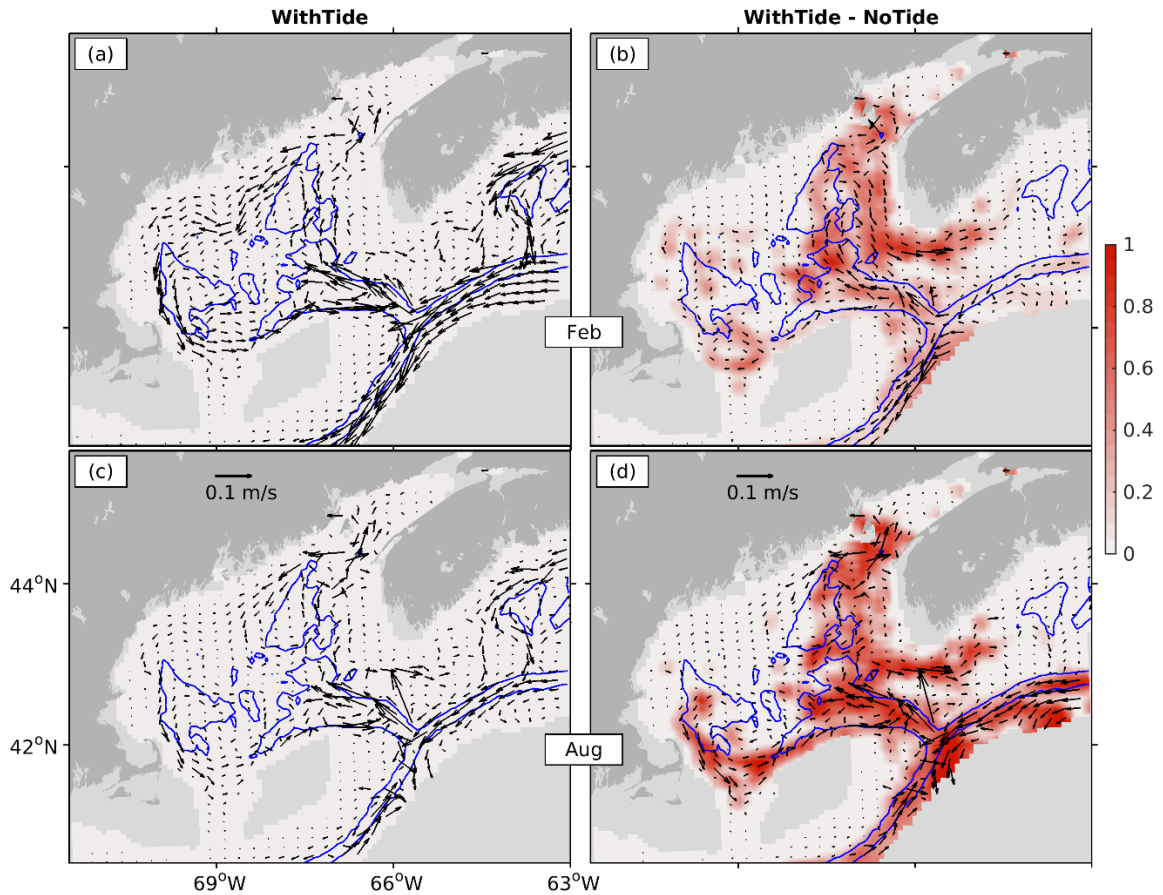 WithTide
WithTide - NoTide
(a)
(b)
Feb
1
0.8
0.6
0.4
0.2
0
(c)
0.1 m/s
(d)
0.1 m/s
44°N
42°N
Aug
69°W
66°W
63°W